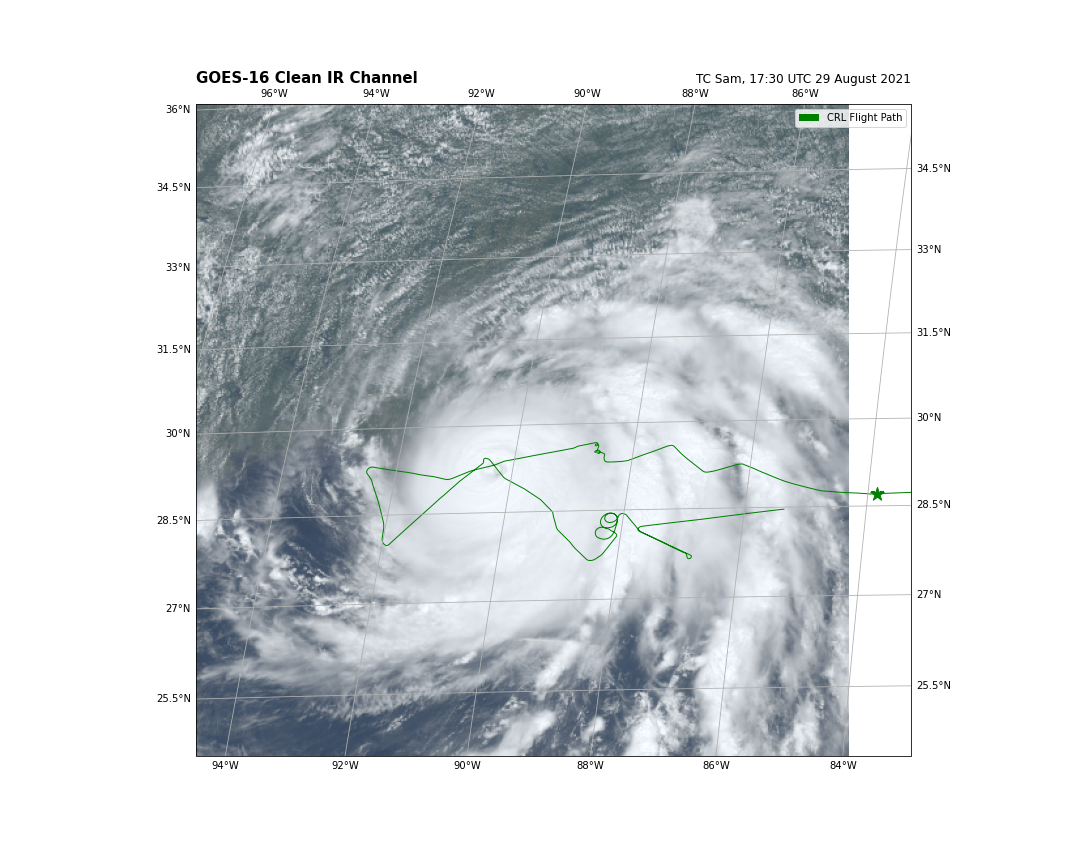 GOES-16 Clean IR Channel
TC Sam, 17:30 UTC 29 August 2021
96°W 94°W 92°W 90°W 88°W 86°W
CRL Flight Path
36°N
34.5°N 34.5°N
33°N 33°N
31.5°N 31.5°N
30°N 30°N
28.5°N 28.5°N
27°N 27°N
25.5°N 25.5°N
94°W 92°W 90°W 88°W 86°W 84°W